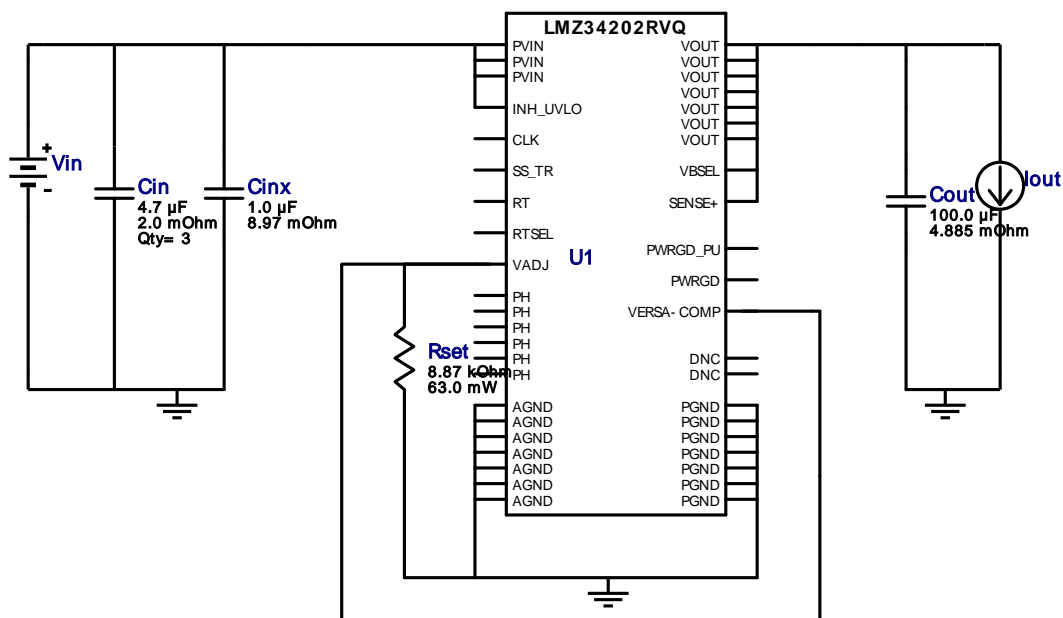 LMZ34202RVQ
PVIN
PVIN
PVIN
INH_UVLO
CLK
SS_TR
RT
RTSEL
VADJ
PH
PH
PH
PH
PH
PH
AGND
AGND
AGND
AGND
AGND
AGND
AGND
U1
VOUT
VOUT
VOUT
VOUT
VOUT
VOUT
VOUT
VBSEL
SENSE+
PWRGD_PU
PWRGD
VERSA- COMP
DNC
DNC
PGND
PGND
PGND
PGND
PGND
PGND
PGND
+
Vin
-
Cin
4.7 µF
2.0 mOhm
Qty= 3
Cinx
1.0 µF
8.97 mOhm
Rset
8.87 kOhm
63.0 mW
Cout
100.0 µF
4.885 mOhm
Iout